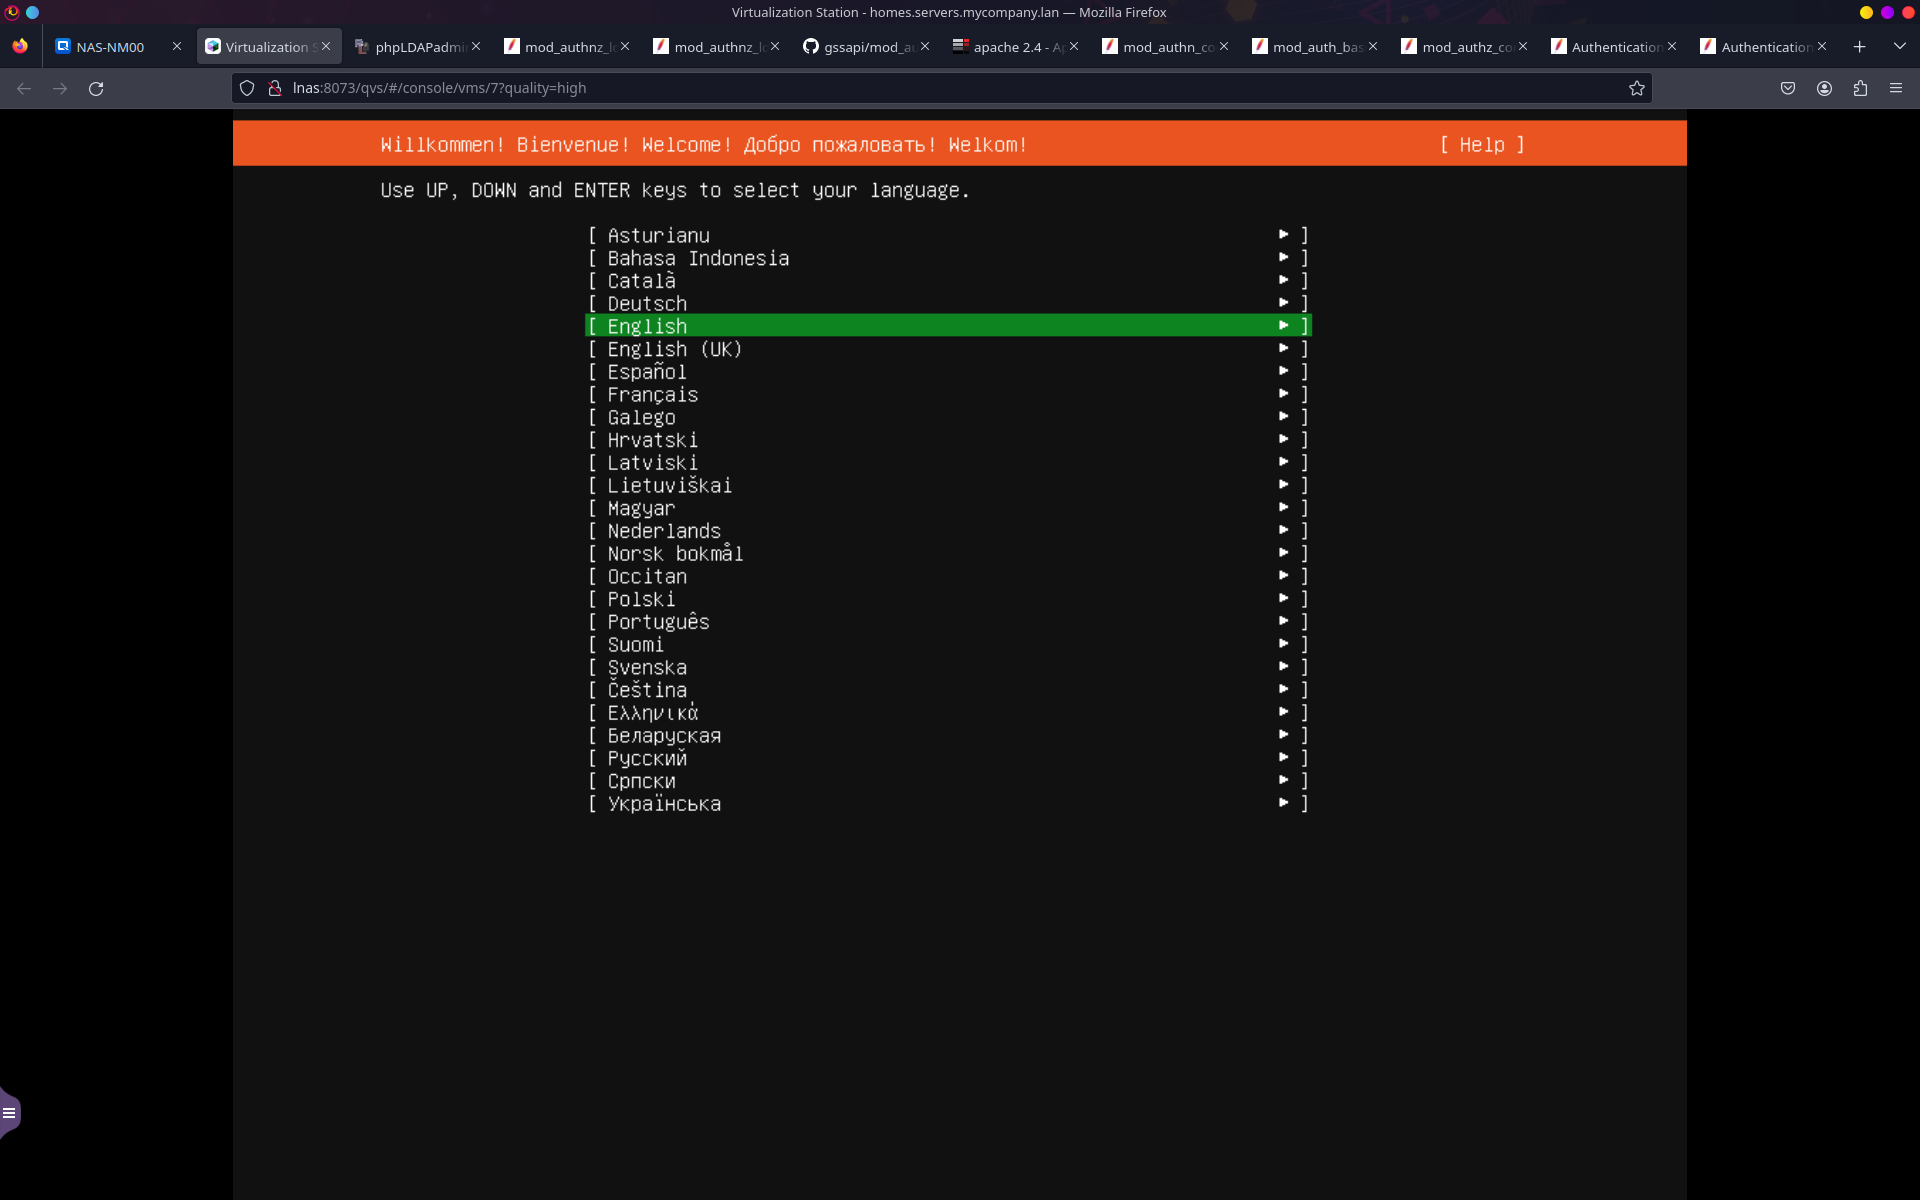 Virtualization Station - homes.servers.mycompany.lan — Mozilla Firefox
NAS-NM00
Virtualization
phpLDAPadmi
mod_authnz_l
mod_authnz_l
gssapi/mod_a
apache 2.4 - A
mod_authn_co
mod_auth_bas
mod_authz_co
Authentication
Authentication
lnas:8073/qvs/#/console/vms/7?quality=high
Willkommen! Bienvenue! Welcome! Добро пожаловать! Welkom! [ Help ]
Use UP, DOWN and ENTER keys to select your language.
[ Asturianu ► ]
[ Bahasa Indonesia ► ]
[ Català ► ]
[ Deutsch ► ]
[ English ► ]
[ English (UK) ► ]
[ Español ► ]
[ Français ► ]
[ Galego ► ]
[ Hrvatski ► ]
[ Latviski ► ]
[ Lietuviškai ► ]
[ Magyar ► ]
[ Nederlands ► ]
[ Norsk bokmål ► ]
[ Occitan ► ]
[ Polski ► ]
[ Português ► ]
[ Suomi ► ]
[ Svenska ► ]
[ Čeština ► ]
[ Ελληνικά ► ]
[ Беларуская ► ]
[ Русский ► ]
[ Српски ► ]
[ Українська ► ]